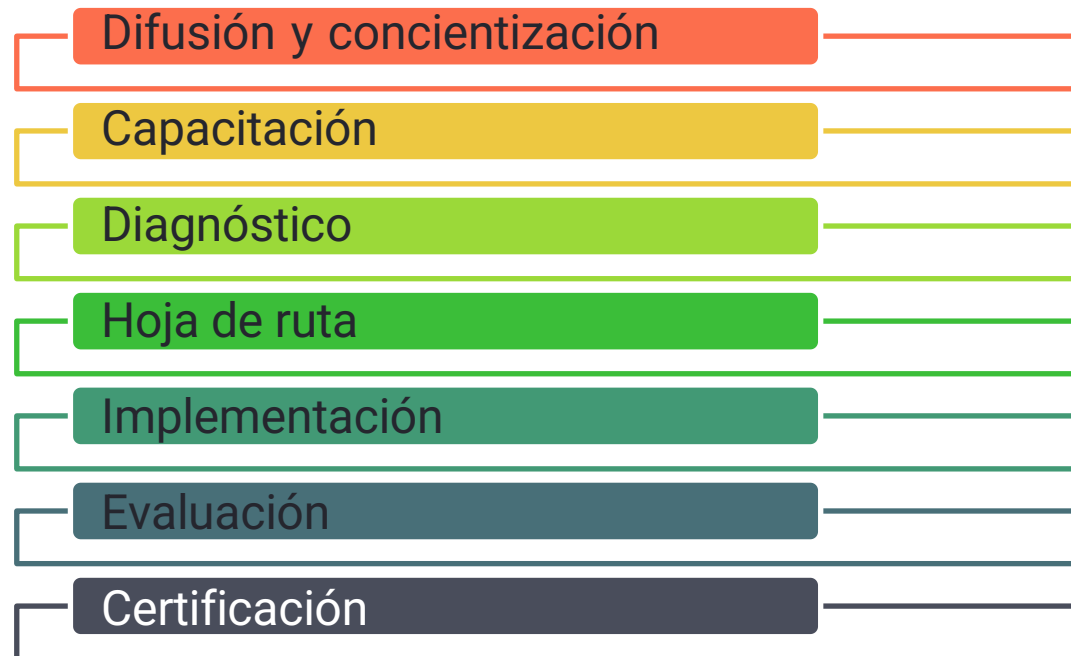 Difusión y concientización
Capacitación
Diagnóstico
Hoja de ruta
Implementación
Evaluación
Certificación